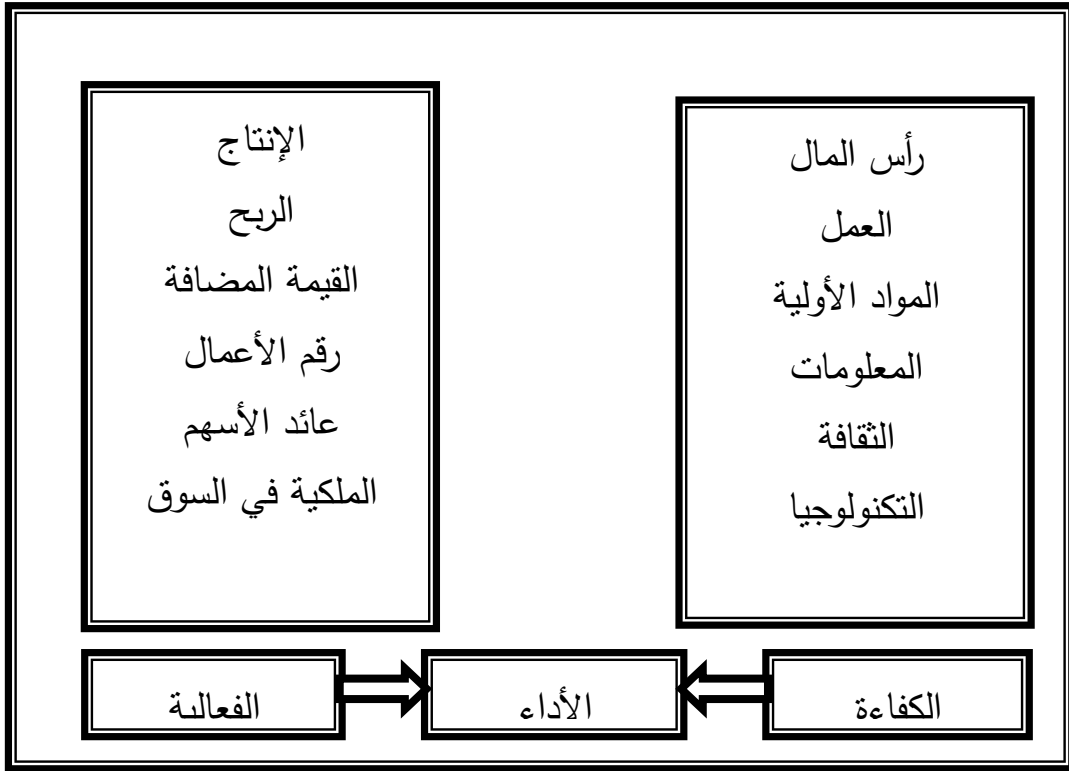 رأس المال
العمل
المواد الأولية
المعلومات
الثقافة
التكنولوجيا
الإنتاج
الربح
القيمة المضافة
رقم الأعمال
عائد الأسهم
الملكية في السوق
الكفاءة
الأداء
الفعالية